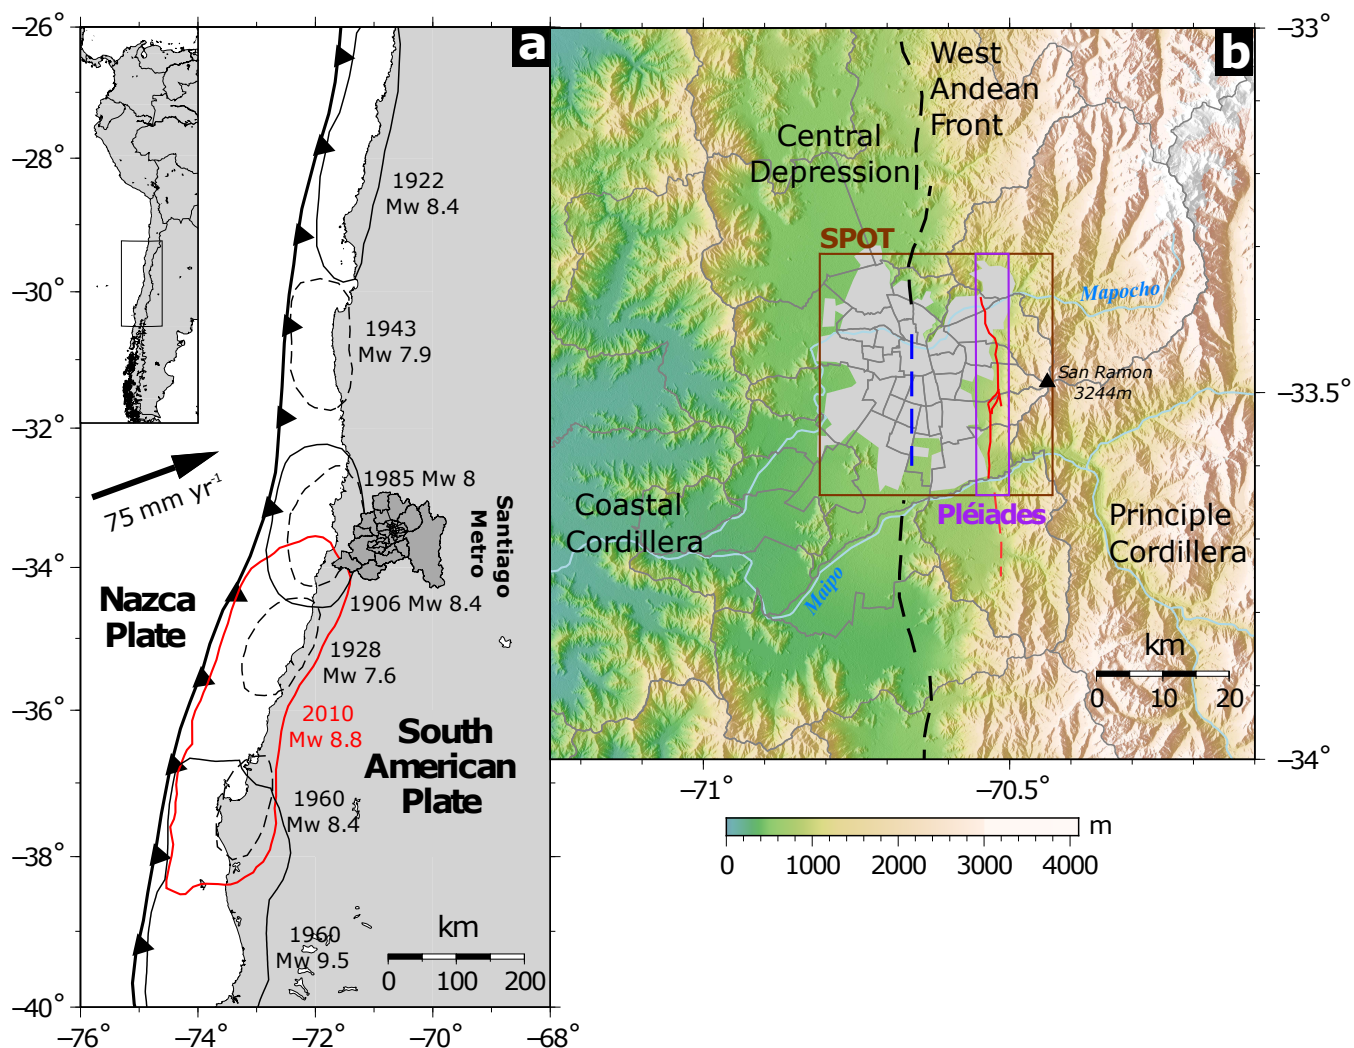 a
−26°
−28°
−30°
−32°
−34°
−36°
−38°
−40°
−76°
−74°
−72°
−70°
−68°
1922
Mw 8.4
1943
Mw 7.9
75 mm yr-1
1985 Mw 8
Santiago
Metro
1906 Mw 8.4
Nazca
Plate
1928
Mw 7.6
2010
Mw 8.8
South
American
Plate
1960
Mw 8.4
1960
Mw 9.5
km
0
100
200
b
West
Andean
Front
Central
Depression
SPOT
Mapocho
San Ramon
3244m
Coastal
Cordillera
Pléiades
Principle
Cordillera
Maipo
km
0
10
20
−33°
−33.5°
−34°
−71°
−70.5°
m
0
1000
2000
3000
4000